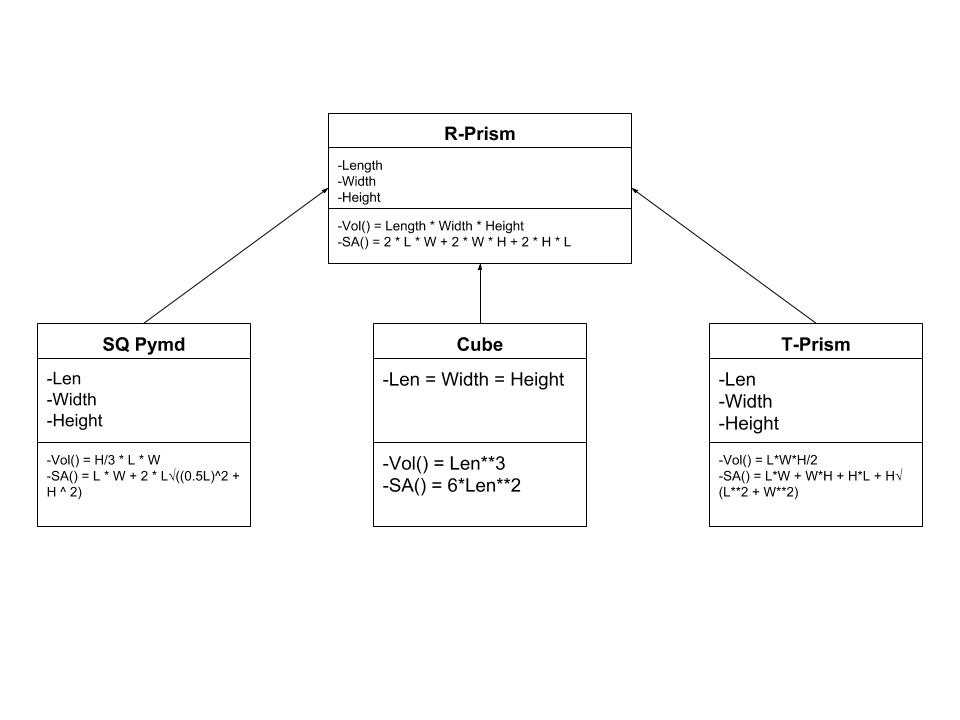 R-Prism
-Length
-Width
-Height
-Vol() = Length * Width * Height
-SA() = 2 * L * W + 2 * W * H + 2 * H * L
SQ Pymd
-Len
-Width
-Height
-Vol() = H/3 * L * W
-SA() = L * W + 2 * L√((0.5L)^2 +
H ^ 2)
Cube
-Len = Width = Height
-Vol() = Len**3
-SA() = 6*Len**2
T-Prism
-Len
-Width
-Height
-Vol() = L*W*H/2
-SA() = L*W + W*H + H*L + H√
(L**2 + W**2)